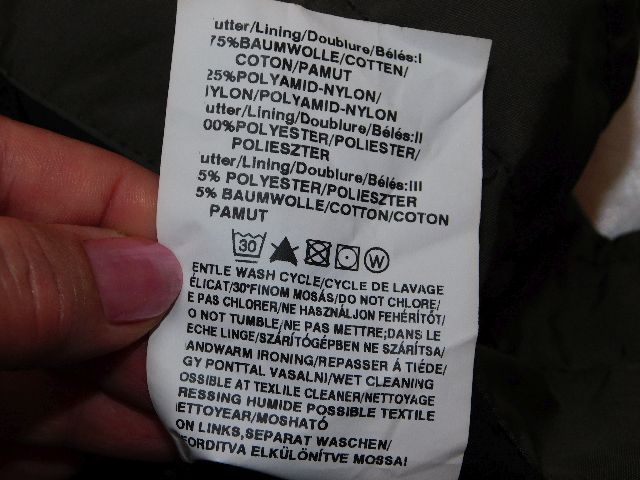 utter/Lining/Doublure/Bélés:I
75%BAUMWOLLE/COTTEN/
COTON/PAMUT
25%POLYAMID-NYLON/
NYLON/POLYAMID-NYLON
utter/Lining/Doublure/Bélés:II
00%POLYESTER/POLIESTER/
POLIESZTER
utter/Lining/Doublure/Bélés:III
5% POLYESTER/POLIESZTER
5% BAUMWOLLE/COTTON/COTON
PAMUT
30 W
ENTLE WASH CYCLE/CYCLE DE LAVAGE
ÉLICAT/30°FINOM MOSÁS/DO NOT CHLORE/
E PAS CHLORER/NE HASZNÁLJON FEHÉRÍTŐT/
O NOT TUMBLE/NE PAS METTRE;DANS LE
ECHE LINGE/SZÁRÍTÓGÉPBEN NE SZÁRÍTSA/
ANDWARM IRONING/REPASSER Á TIÉDE/
GY PONTTAL VASALNI/WET CLEANING
OSSIBLE AT TEXLILE CLEANER/NETTOYAGE
RESSING HUMIDE POSSIBLE TEXTILE
ETTOYEAR/MOSHATÓ
ON LINKS,SEPARAT WASCHEN/
FORDITVA ELKÜLÖNÍTVE MOSSAI